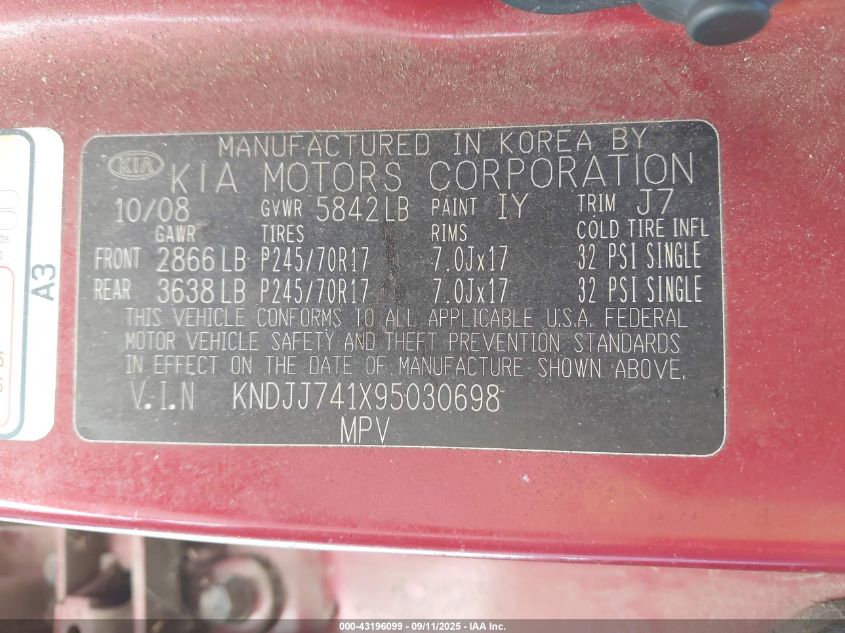 MANUFACTURED IN KOREA BY
KIA KIA MOTORS CORPORATION
10/08 GVWR 5842LB PAINT IY TRIM J7
GAWR TIRES RIMS COLD TIRE INFL
FRONT 2866LB P245/70R17 7.0Jx17 32 PSI SINGLE
REAR 3638LB P245/70R17 7.0Jx17 32 PSI SINGLE
THIS VEHICLE CONFORMS TO ALL APPLICABLE U.S.A. FEDERAL
MOTOR VEHICLE SAFETY AND THEFT PREVENTION STANDARDS
IN EFFECT ON THE DATE OF MANUFACTURE SHOWN ABOVE.
V.I.N KNDJJ741X95030698
MPV
A3
000-43196099 - 09/11/2025 - IAA Inc.